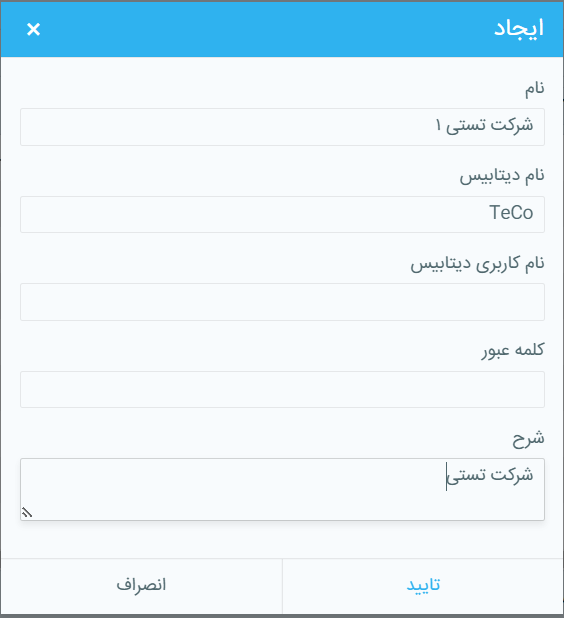 ایجاد ×
نام
شرکت تستی ۱
نام دیتابیس
TeCo
نام کاربری دیتابیس
کلمه عبور
شرح
شرکت تستی
تایید انصراف